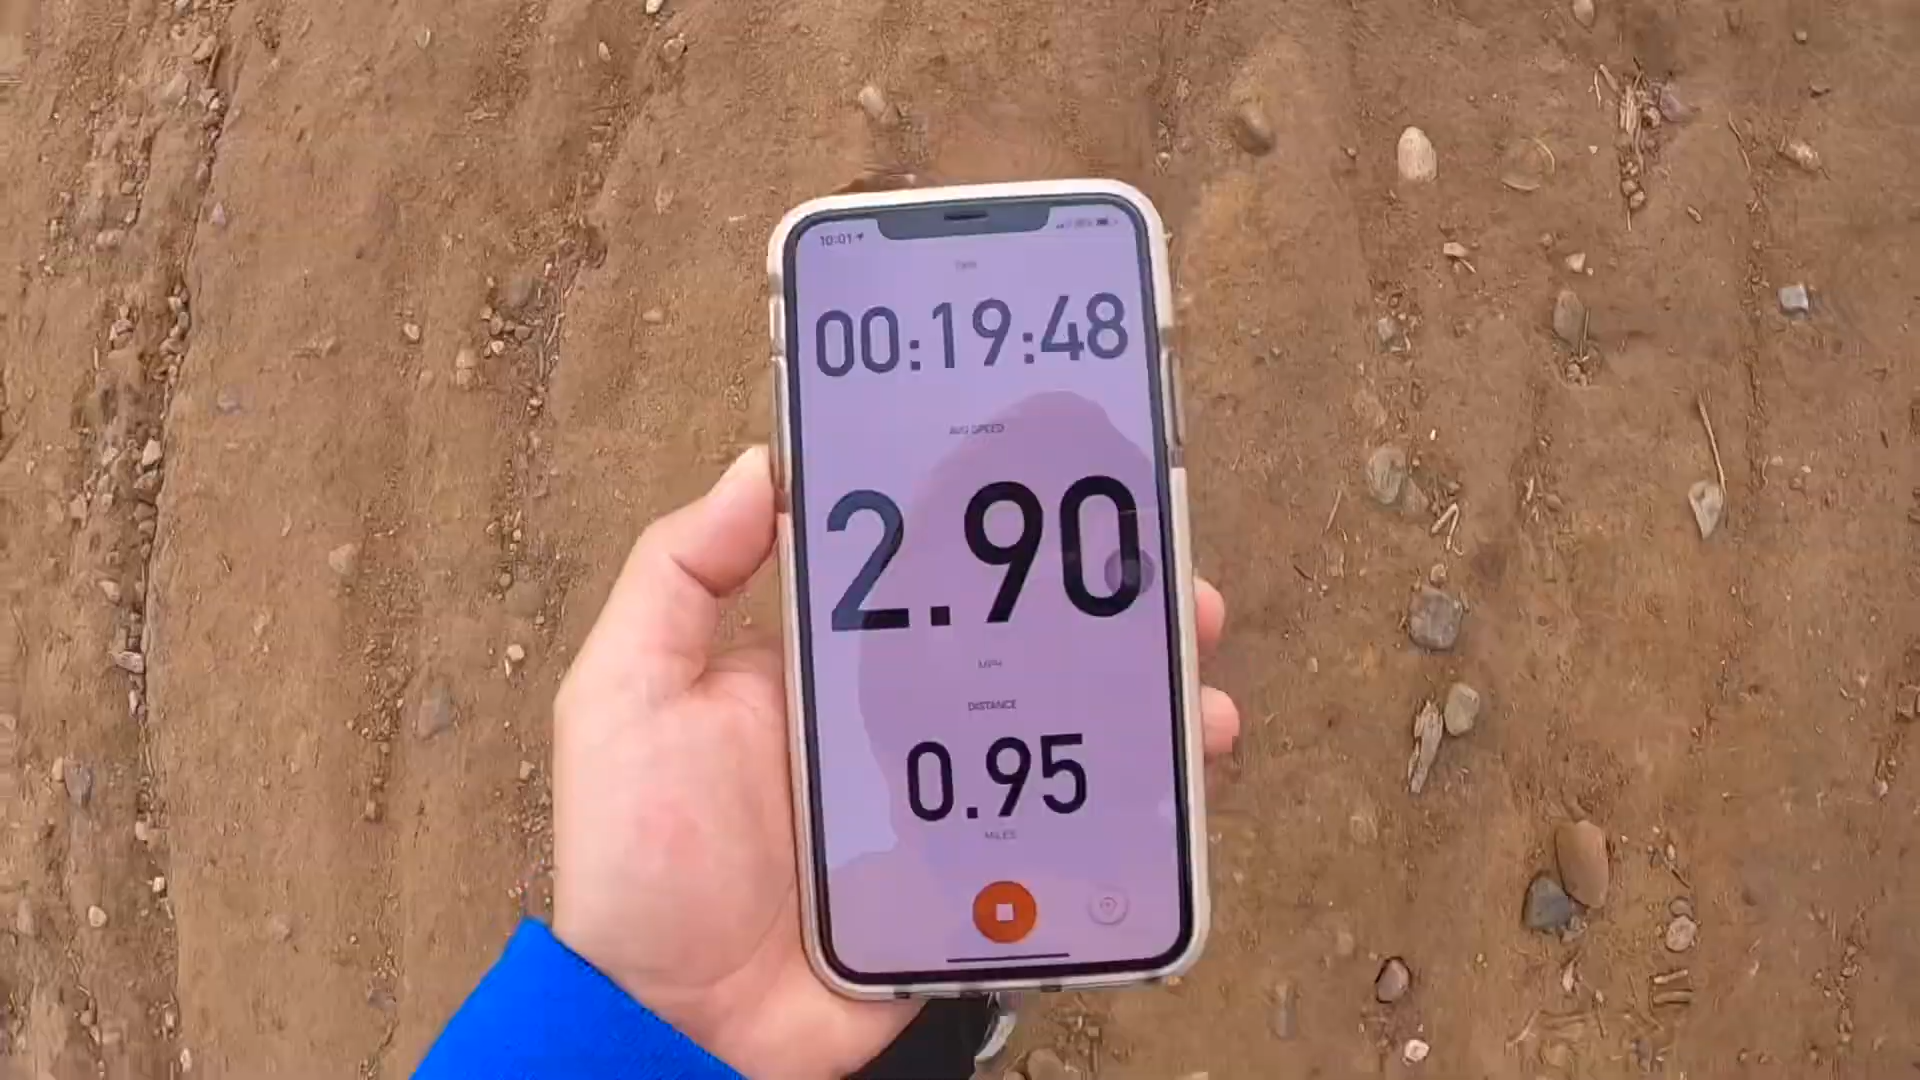 10:01
TIME
00:19:48
AVG SPEED
2.90
MPH
DISTANCE
0.95
MILES